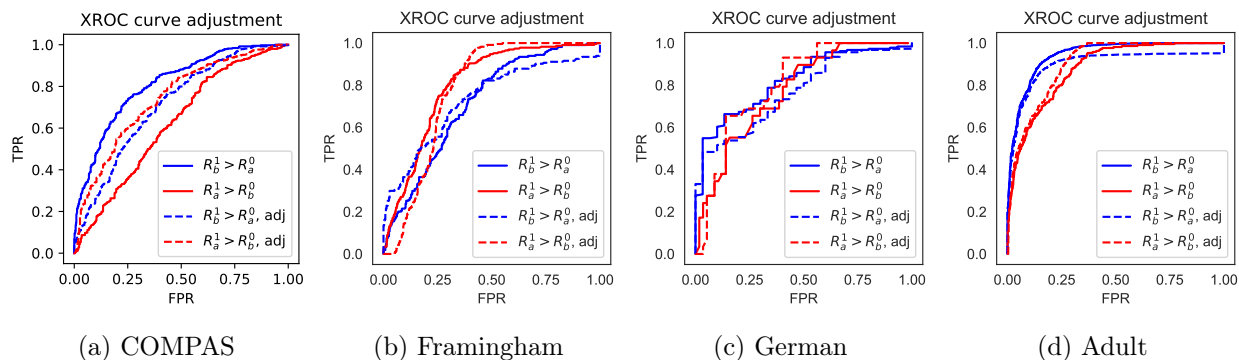 XROC curve adjustment
1.0
0.8
0.6
0.4
0.2
0.0
TPR
0.00 0.25 0.50 0.75 1.00
FPR
R_b^1 > R_a^0
R_a^1 > R_b^0
R_b^1 > R_a^0, adj
R_a^1 > R_b^0, adj
(a) COMPAS
XROC curve adjustment
1.0
0.8
0.6
0.4
0.2
0.0
TPR
0.00 0.25 0.50 0.75 1.00
FPR
R_b^1 > R_a^0
R_a^1 > R_b^0
R_b^1 > R_a^0, adj
R_a^1 > R_b^0, adj
(b) Framingham
XROC curve adjustment
1.0
0.8
0.6
0.4
0.2
0.0
TPR
0.00 0.25 0.50 0.75 1.00
FPR
R_b^1 > R_a^0
R_a^1 > R_b^0
R_b^1 > R_a^0, adj
R_a^1 > R_b^0, adj
(c) German
XROC curve adjustment
1.0
0.8
0.6
0.4
0.2
0.0
TPR
0.00 0.25 0.50 0.75 1.00
FPR
R_b^1 > R_a^0
R_a^1 > R_b^0
R_b^1 > R_a^0, adj
R_a^1 > R_b^0, adj
(d) Adult